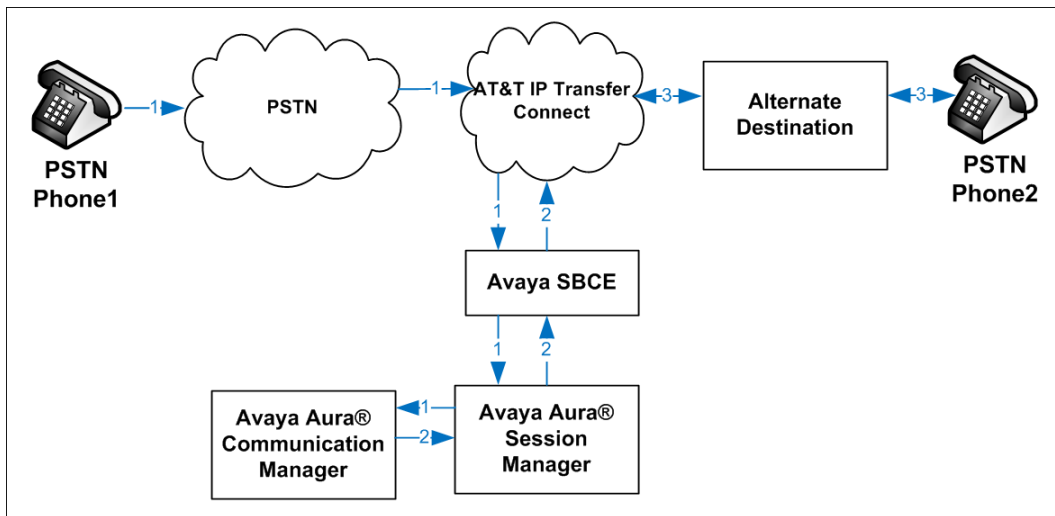 PSTN
Phone1
1
PSTN
1
AT&T IP Transfer
Connect
3
Alternate
Destination
3
PSTN
Phone2
1
2
Avaya SBCE
1
2
Avaya Aura®
Communication
Manager
1
2
Avaya Aura®
Session
Manager